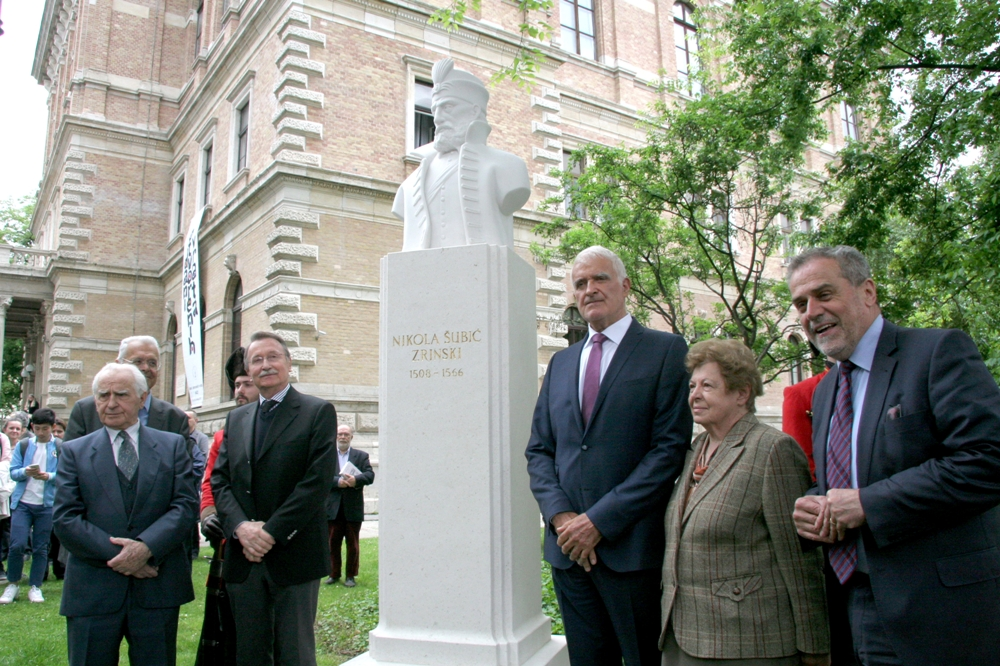 NIKOLA ŠUBIĆ
ZRINSKI
1508 - 1566